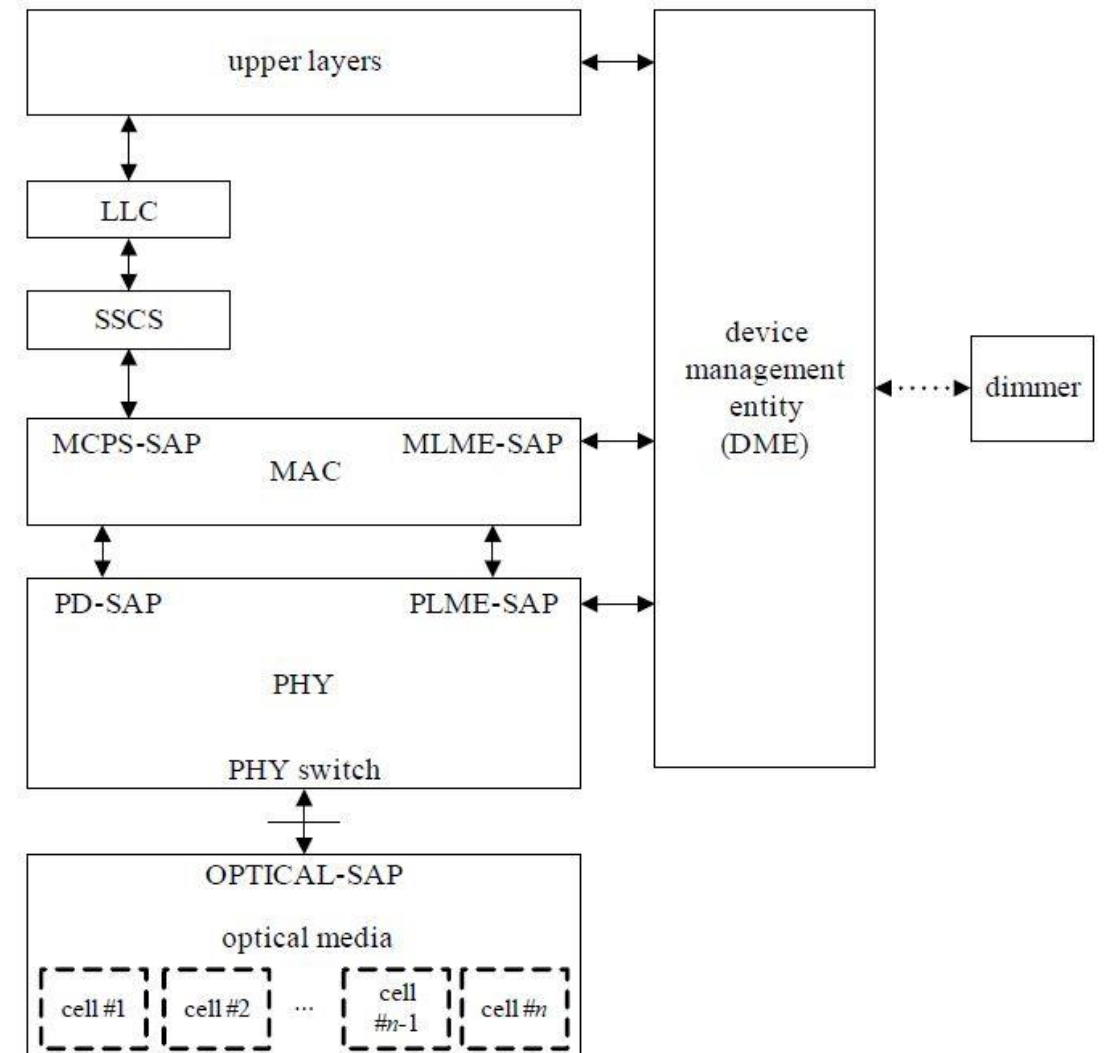 upper layers
LLC
SSCS
MCPS-SAP
MLME-SAP
MAC
PD-SAP
PLME-SAP
PHY
PHY switch
OPTICAL-SAP
optical media
cell #1
cell #2
...
cell
#n-1
cell #n
device
management
entity
(DME)
dimmer